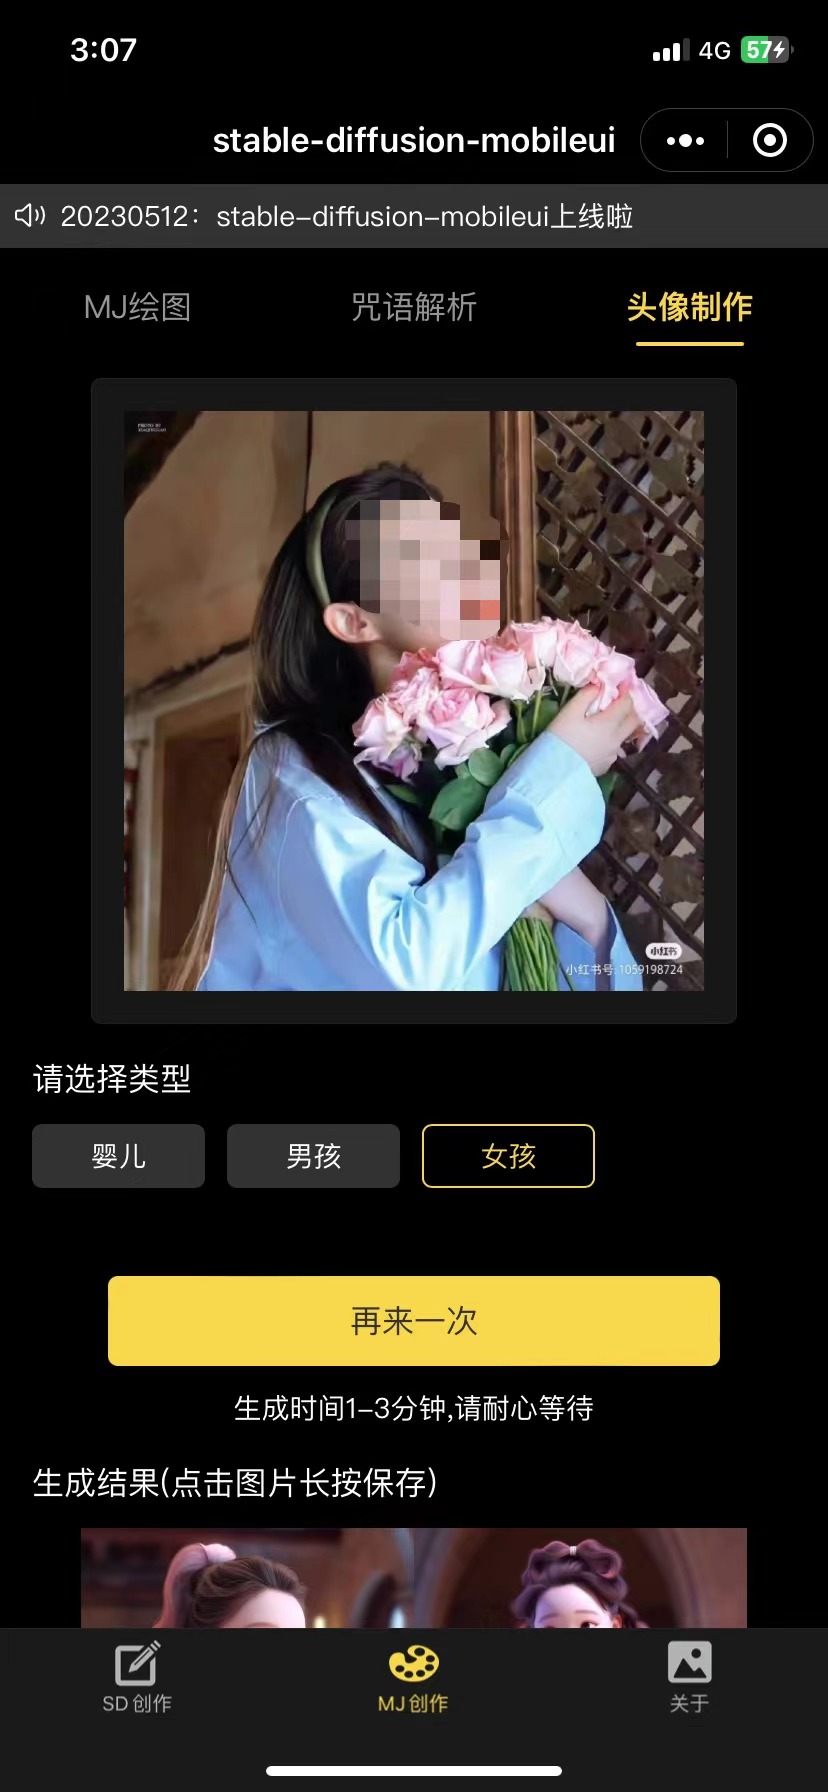 3:07
4G
57
stable-diffusion-mobileui
20230512：stable-diffusion-mobileui上线啦
MJ绘图
咒语解析
头像制作
小红书
小红书号:1059198724
请选择类型
婴儿
男孩
女孩
再来一次
生成时间1-3分钟,请耐心等待
生成结果(点击图片长按保存)
SD 创作
MJ 创作
关于